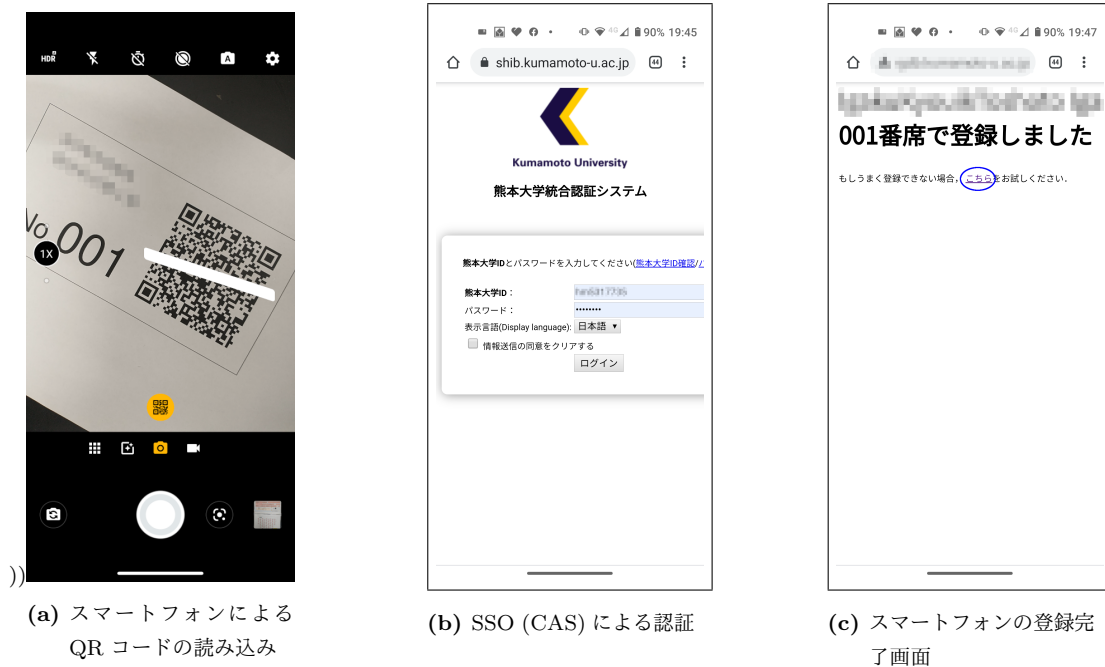 HDR
A
No.001
1X
90% 19:45
shib.kumamoto-u.ac.jp
44
Kumamoto University
熊本大学統合認証システム
熊本大学IDとパスワードを入力してください(熊本大学ID確認/
熊本大学ID：
パスワード：
••••••••
表示言語(Display language): 日本語
情報送信の同意をクリアする
ログイン
4G 90% 19:47
44
001番席で登録しました
もしうまく登録できない場合，こちらをお試しください．
))
(a) スマートフォンによる
QR コードの読み込み
(b) SSO (CAS) による認証
(c) スマートフォンの登録完
了画面